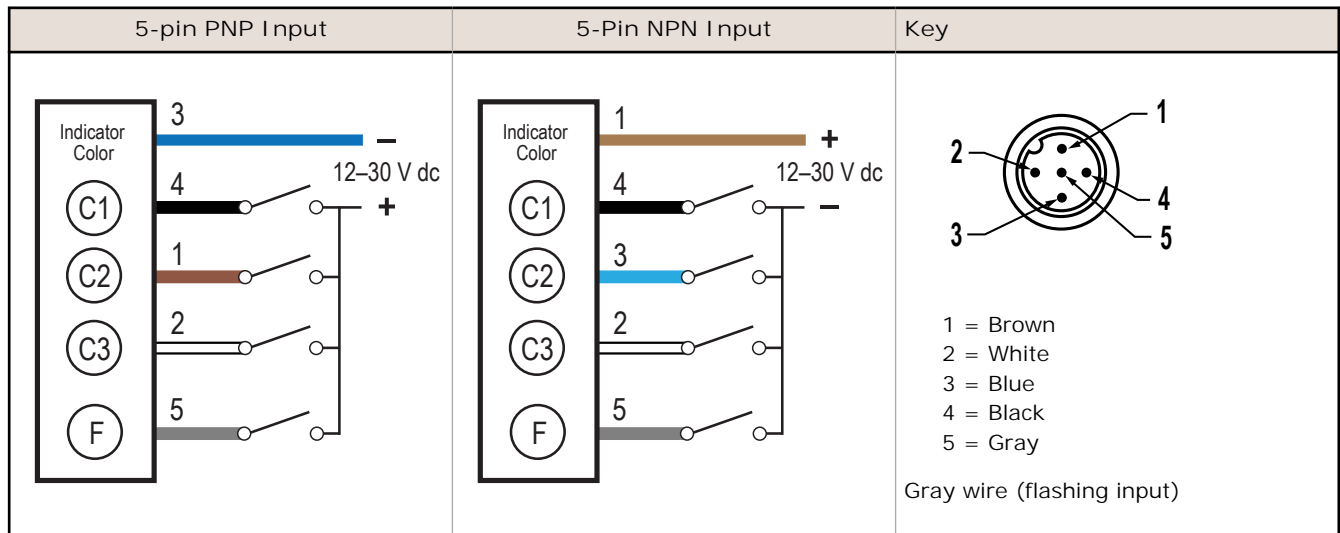 5-pin PNP Input
5-Pin NPN Input
Key
Indicator
Color
3
–
12–30 V dc
4
+
C1
1
C2
2
C3
5
F
Indicator
Color
1
+
12–30 V dc
4
–
C1
3
C2
2
C3
5
F
1
2
3
4
5
1 = Brown
2 = White
3 = Blue
4 = Black
5 = Gray
Gray wire (flashing input)